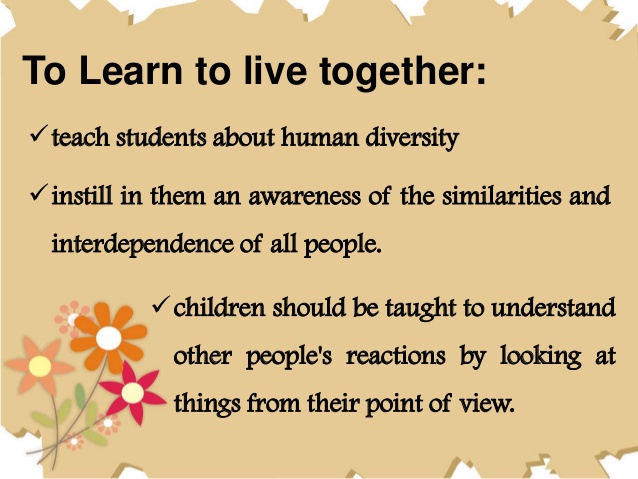 To Learn to live together:
✓teach students about human diversity
✓instill in them an awareness of the similarities and
interdependence of all people.
✓children should be taught to understand
other people's reactions by looking at
things from their point of view.